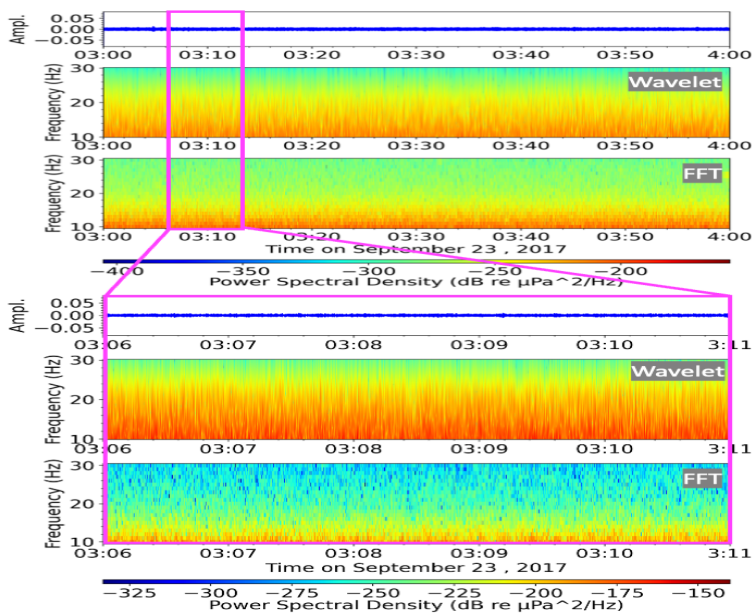 Ampl.
0.05
0.00
−0.05
03:00 03:10 03:20 03:30 03:40 03:50 4:00
Frequency (Hz)
30
20
10
Wavelet
03:00 03:10 03:20 03:30 03:40 03:50 4:00
Frequency (Hz)
30
20
10
FFT
03:00 03:10 03:20 03:30 03:40 03:50 4:00
Time on September 23 , 2017
−400 −350 −300 −250 −200
Power Spectral Density (dB re µPa^2/Hz)
Ampl.
0.05
0.00
−0.05
03:06 03:07 03:08 03:09 03:10 3:11
Frequency (Hz)
30
20
10
Wavelet
03:06 03:07 03:08 03:09 03:10 3:11
Frequency (Hz)
30
20
10
FFT
03:06 03:07 03:08 03:09 03:10 3:11
Time on September 23 , 2017
−325 −300 −275 −250 −225 −200 −175 −150
Power Spectral Density (dB re µPa^2/Hz)